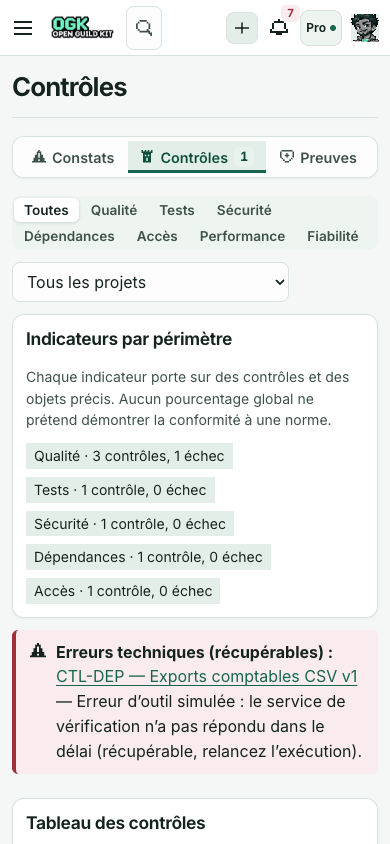 OGK
OPEN GUILD KIT
7
Pro
Contrôles
Constats
Contrôles 1
Preuves
Toutes
Qualité
Tests
Sécurité
Dépendances
Accès
Performance
Fiabilité
Tous les projets
Indicateurs par périmètre
Chaque indicateur porte sur des contrôles et des
objets précis. Aucun pourcentage global ne
prétend démontrer la conformité à une norme.
Qualité · 3 contrôles, 1 échec
Tests · 1 contrôle, 0 échec
Sécurité · 1 contrôle, 0 échec
Dépendances · 1 contrôle, 0 échec
Accès · 1 contrôle, 0 échec
Erreurs techniques (récupérables) :
CTL-DEP — Exports comptables CSV v1
— Erreur d’outil simulée : le service de
vérification n’a pas répondu dans le
délai (récupérable, relancez l’exécution).
Tableau des contrôles